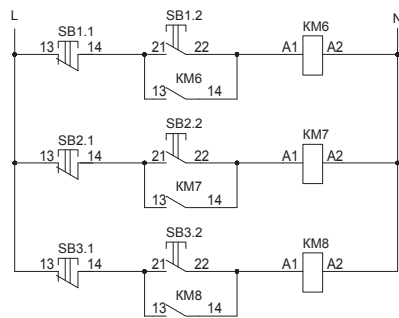 L N
SB1.1 SB1.2 KM6
13 14 21 22 A1 A2
KM6
13 14
SB2.1 SB2.2 KM7
13 14 21 22 A1 A2
KM7
13 14
SB3.1 SB3.2 KM8
13 14 21 22 A1 A2
KM8
13 14